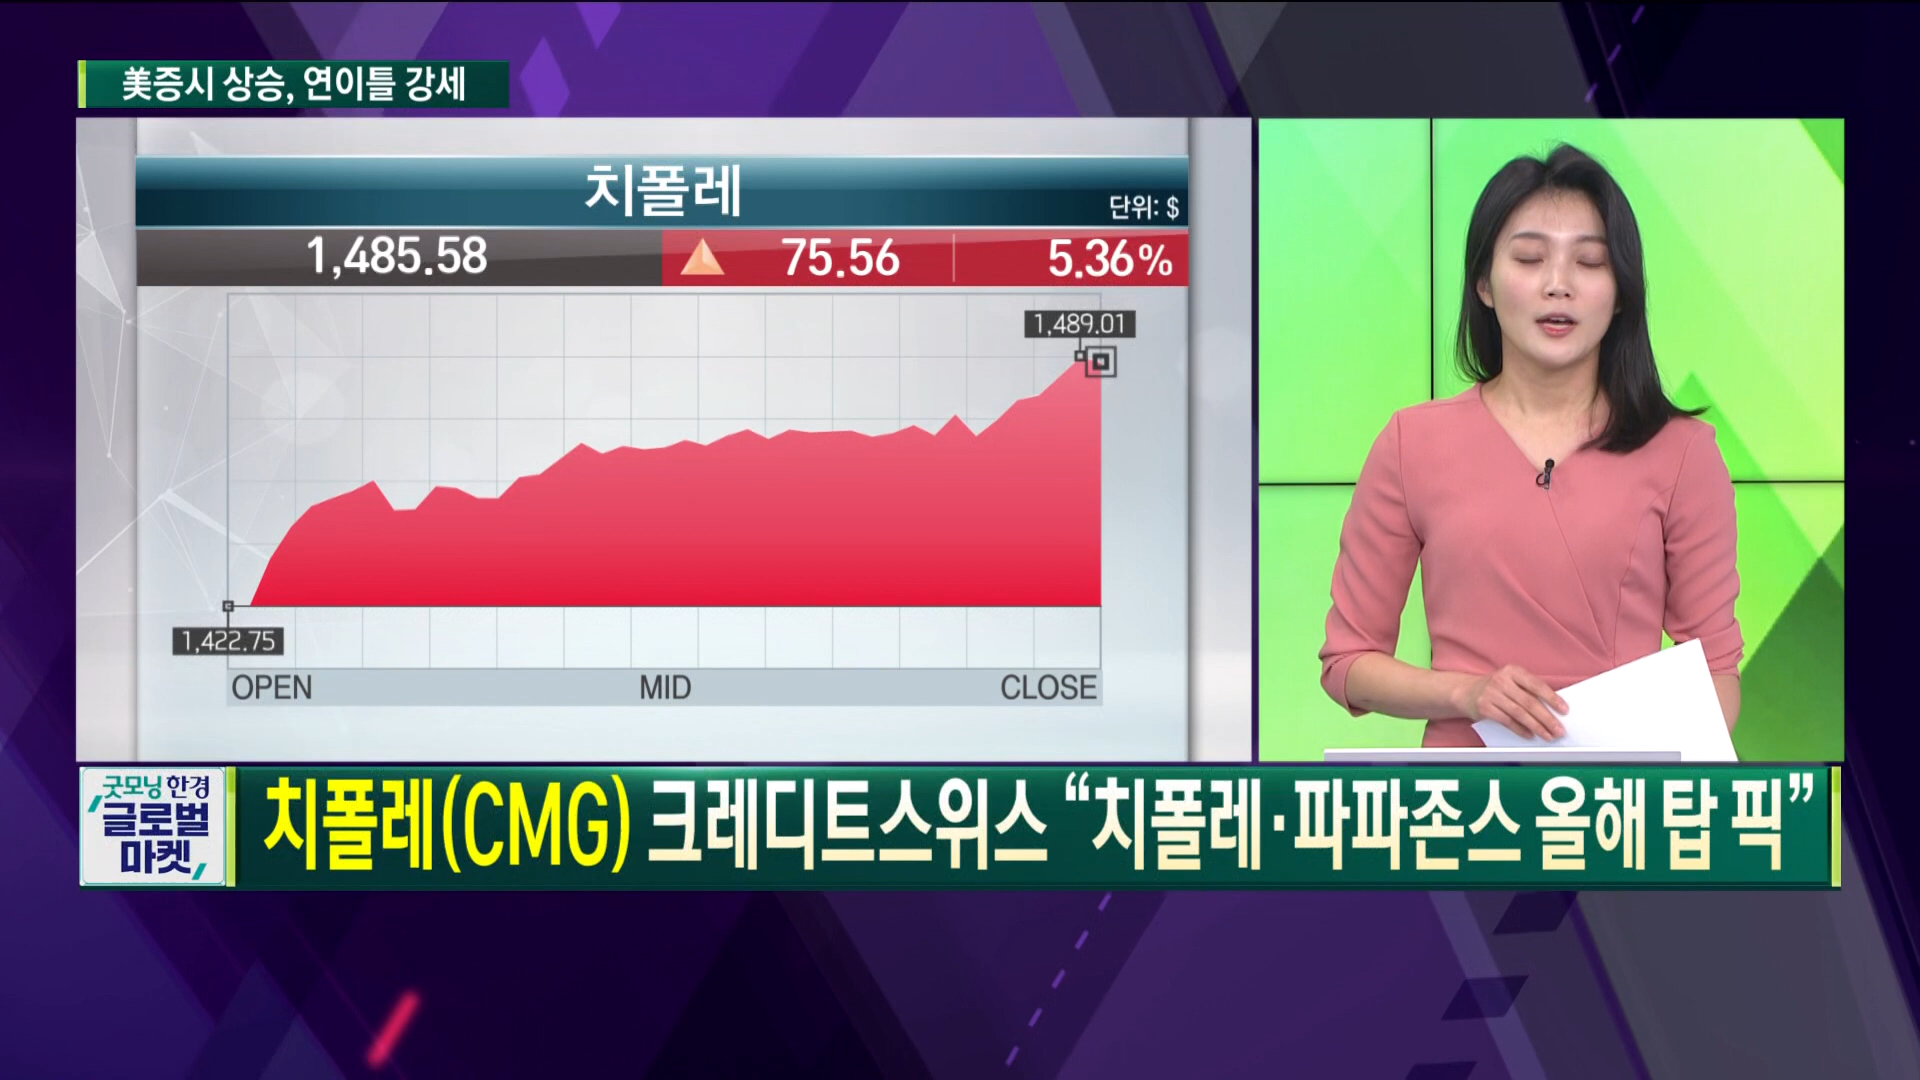 美증시 상승, 연이틀 강세
치폴레
단위: $
1,485.58 75.56 5.36%
1,489.01
1,422.75
OPEN MID CLOSE
굿모닝 한경
글로벌
마켓
치폴레(CMG) 크레디트스위스 “치폴레·파파존스 올해 탑 픽”